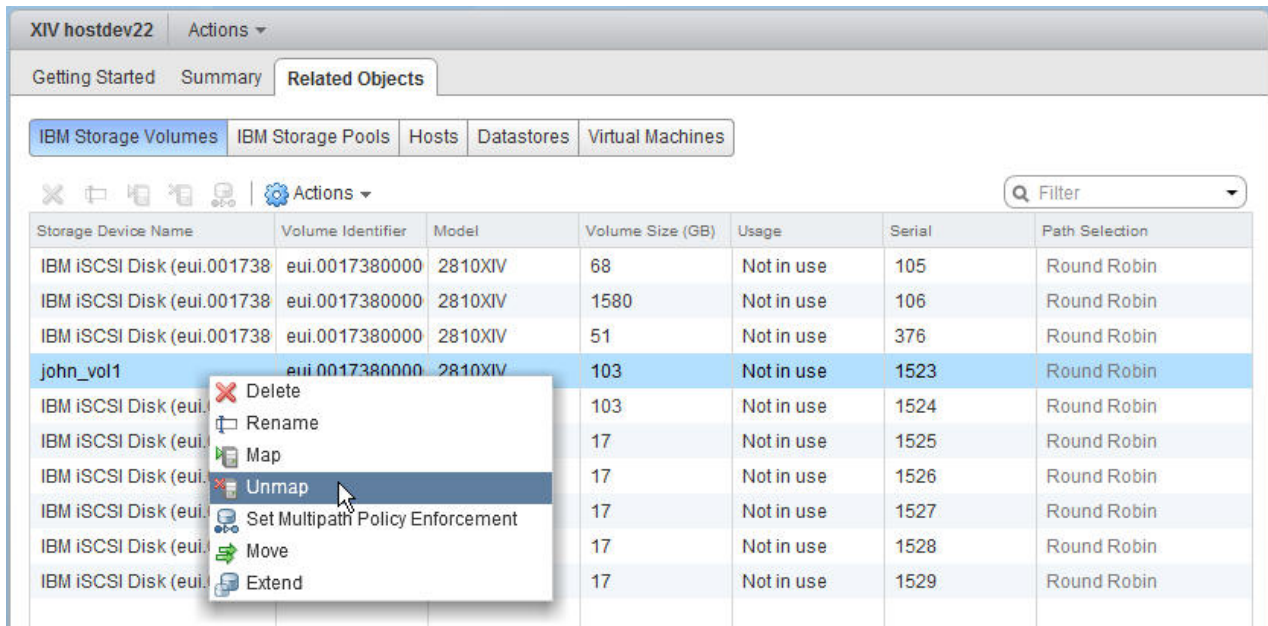 XIV hostdev22 Actions
Getting Started Summary Related Objects
IBM Storage Volumes IBM Storage Pools Hosts Datastores Virtual Machines
Actions Filter
Storage Device Name Volume Identifier Model Volume Size (GB) Usage Serial Path Selection
IBM iSCSI Disk (eui.001738 eui.0017380000 2810XIV 68 Not in use 105 Round Robin
IBM iSCSI Disk (eui.001738 eui.0017380000 2810XIV 1580 Not in use 106 Round Robin
IBM iSCSI Disk (eui.001738 eui.0017380000 2810XIV 51 Not in use 376 Round Robin
john_vol1 eui.0017380000 2810XIV 103 Not in use 1523 Round Robin
Delete
IBM iSCSI Disk (eui. 103 Not in use 1524 Round Robin
Rename
IBM iSCSI Disk (eui. 17 Not in use 1525 Round Robin
Map
IBM iSCSI Disk (eui. 17 Not in use 1526 Round Robin
Unmap
IBM iSCSI Disk (eui. 17 Not in use 1527 Round Robin
Set Multipath Policy Enforcement
IBM iSCSI Disk (eui. 17 Not in use 1528 Round Robin
Move
IBM iSCSI Disk (eui. 17 Not in use 1529 Round Robin
Extend